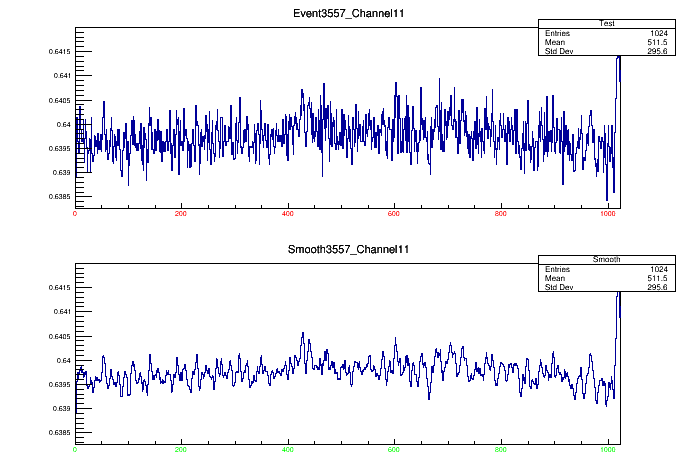 Event3557_Channel11
Test
Entries 1024
Mean 511.5
Std Dev 295.6
0.6415
0.641
0.6405
0.64
0.6395
0.639
0.6385
0 200 400 600 800 1000
Smooth3557_Channel11
Smooth
Entries 1024
Mean 511.5
Std Dev 295.6
0.6415
0.641
0.6405
0.64
0.6395
0.639
0.6385
0 200 400 600 800 1000